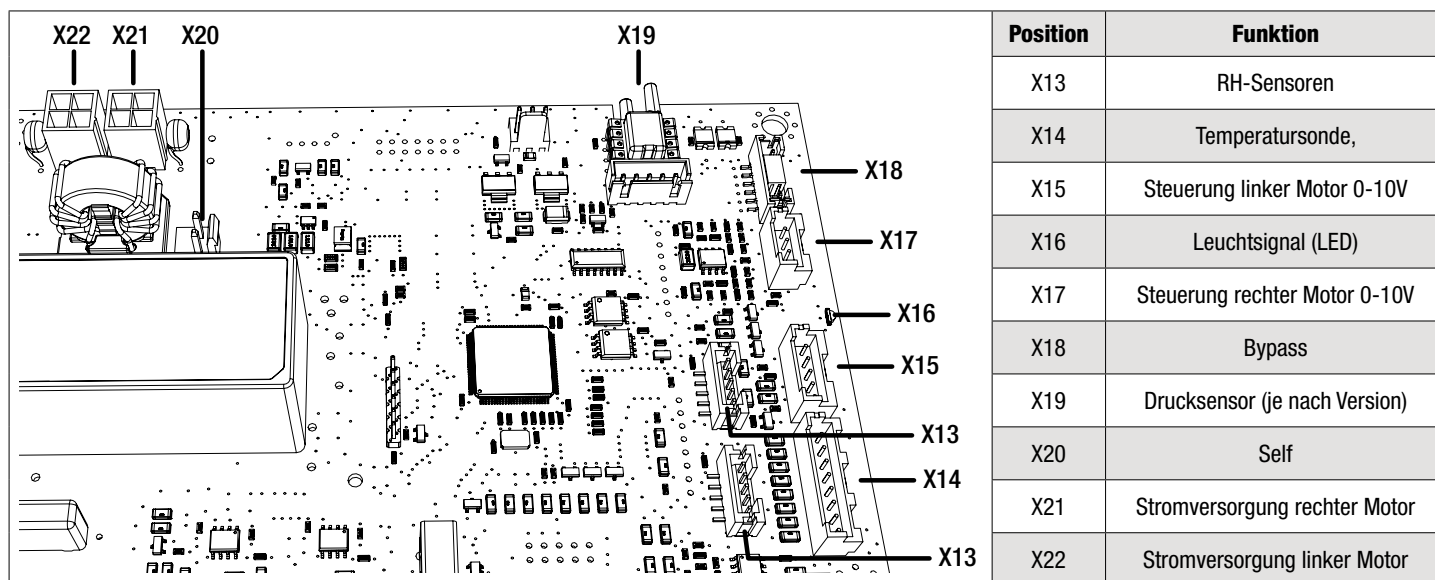 X22 X21 X20 X19
X18
X17
X16
X15
X13
X14
X13
Position Funktion
X13 RH-Sensoren
X14 Temperatursonde,
X15 Steuerung linker Motor 0-10V
X16 Leuchtsignal (LED)
X17 Steuerung rechter Motor 0-10V
X18 Bypass
X19 Drucksensor (je nach Version)
X20 Self
X21 Stromversorgung rechter Motor
X22 Stromversorgung linker Motor